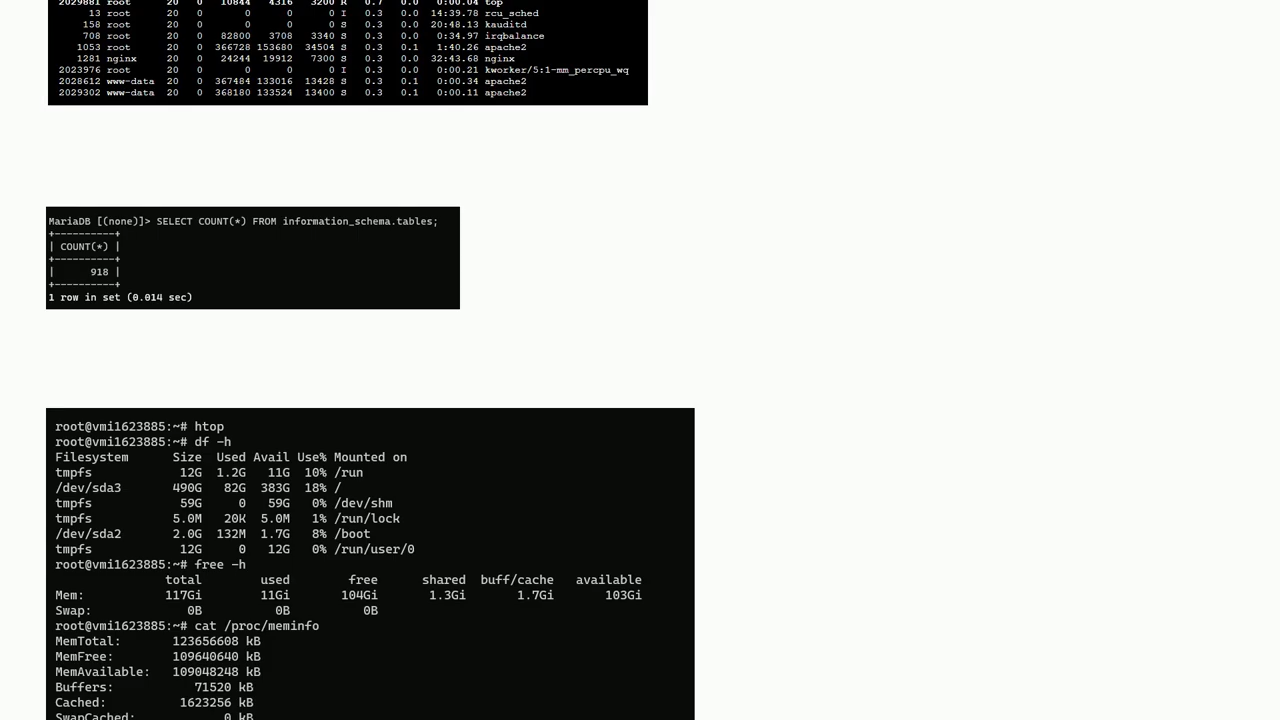 2029881 root 20 0 10844 4316 3200 R 0.7 0.0 0:00.04 top
13 root 20 0 0 0 0 I 0.3 0.0 14:39.78 rcu_sched
158 root 20 0 0 0 0 S 0.3 0.0 20:48.13 kauditd
708 root 20 0 82800 3708 3340 S 0.3 0.0 0:34.97 irqbalance
1053 root 20 0 366728 153680 34504 S 0.3 0.1 1:40.26 apache2
1281 nginx 20 0 24244 19912 7300 S 0.3 0.0 32:43.68 nginx
2023976 root 20 0 0 0 0 I 0.3 0.0 0:00.21 kworker/5:1-mm_percpu_wq
2028612 www-data 20 0 367484 133016 13428 S 0.3 0.1 0:00.34 apache2
2029302 www-data 20 0 368180 133524 13400 S 0.3 0.1 0:00.11 apache2
MariaDB [(none)]> SELECT COUNT(*) FROM information_schema.tables;
+----------+
| COUNT(*) |
+----------+
| 918 |
+----------+
1 row in set (0.014 sec)
root@vmi1623885:~# htop
root@vmi1623885:~# df -h
Filesystem Size Used Avail Use% Mounted on
tmpfs 12G 1.2G 11G 10% /run
/dev/sda3 490G 82G 383G 18% /
tmpfs 59G 0 59G 0% /dev/shm
tmpfs 5.0M 20K 5.0M 1% /run/lock
/dev/sda2 2.0G 132M 1.7G 8% /boot
tmpfs 12G 0 12G 0% /run/user/0
root@vmi1623885:~# free -h
total used free shared buff/cache available
Mem: 117Gi 11Gi 104Gi 1.3Gi 1.7Gi 103Gi
Swap: 0B 0B 0B
root@vmi1623885:~# cat /proc/meminfo
MemTotal: 123656608 kB
MemFree: 109640640 kB
MemAvailable: 109048248 kB
Buffers: 71520 kB
Cached: 1623256 kB
SwapCached: 0 kB